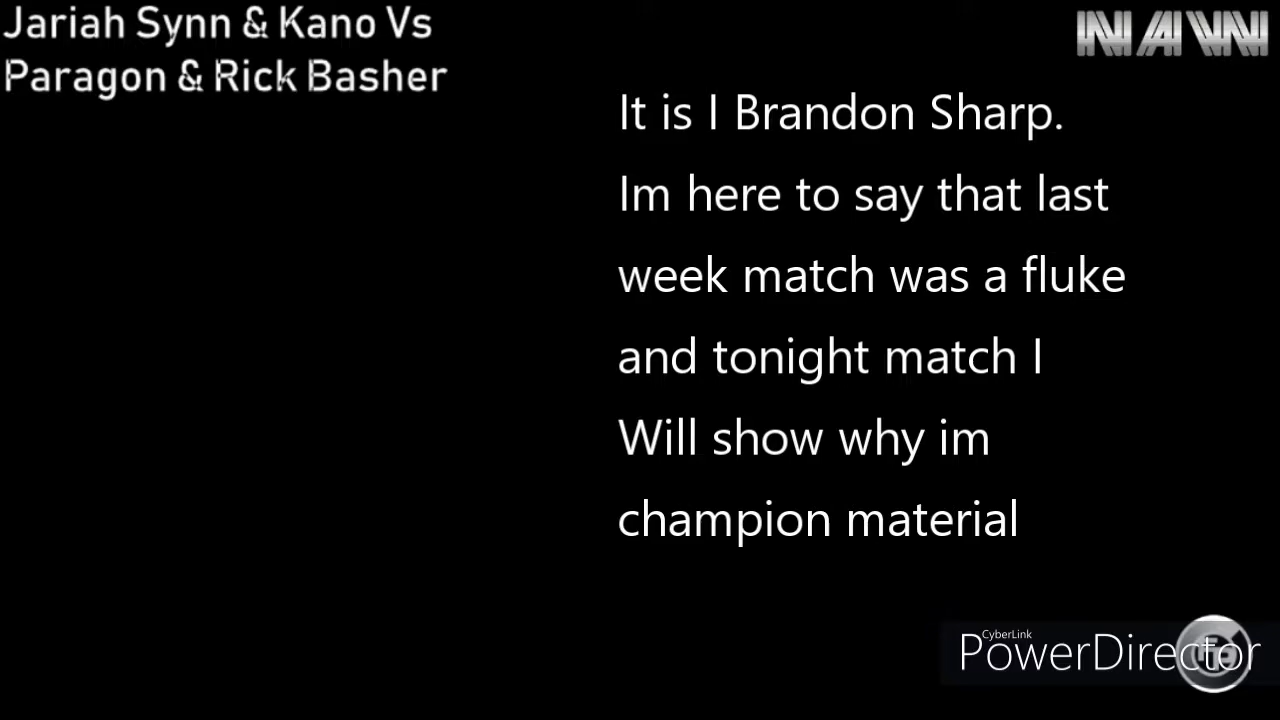 Jariah Synn & Kano Vs
Paragon & Rick Basher
NAW
It is I Brandon Sharp.
Im here to say that last
week match was a fluke
and tonight match I
Will show why im
champion material
CyberLink
PowerDirector